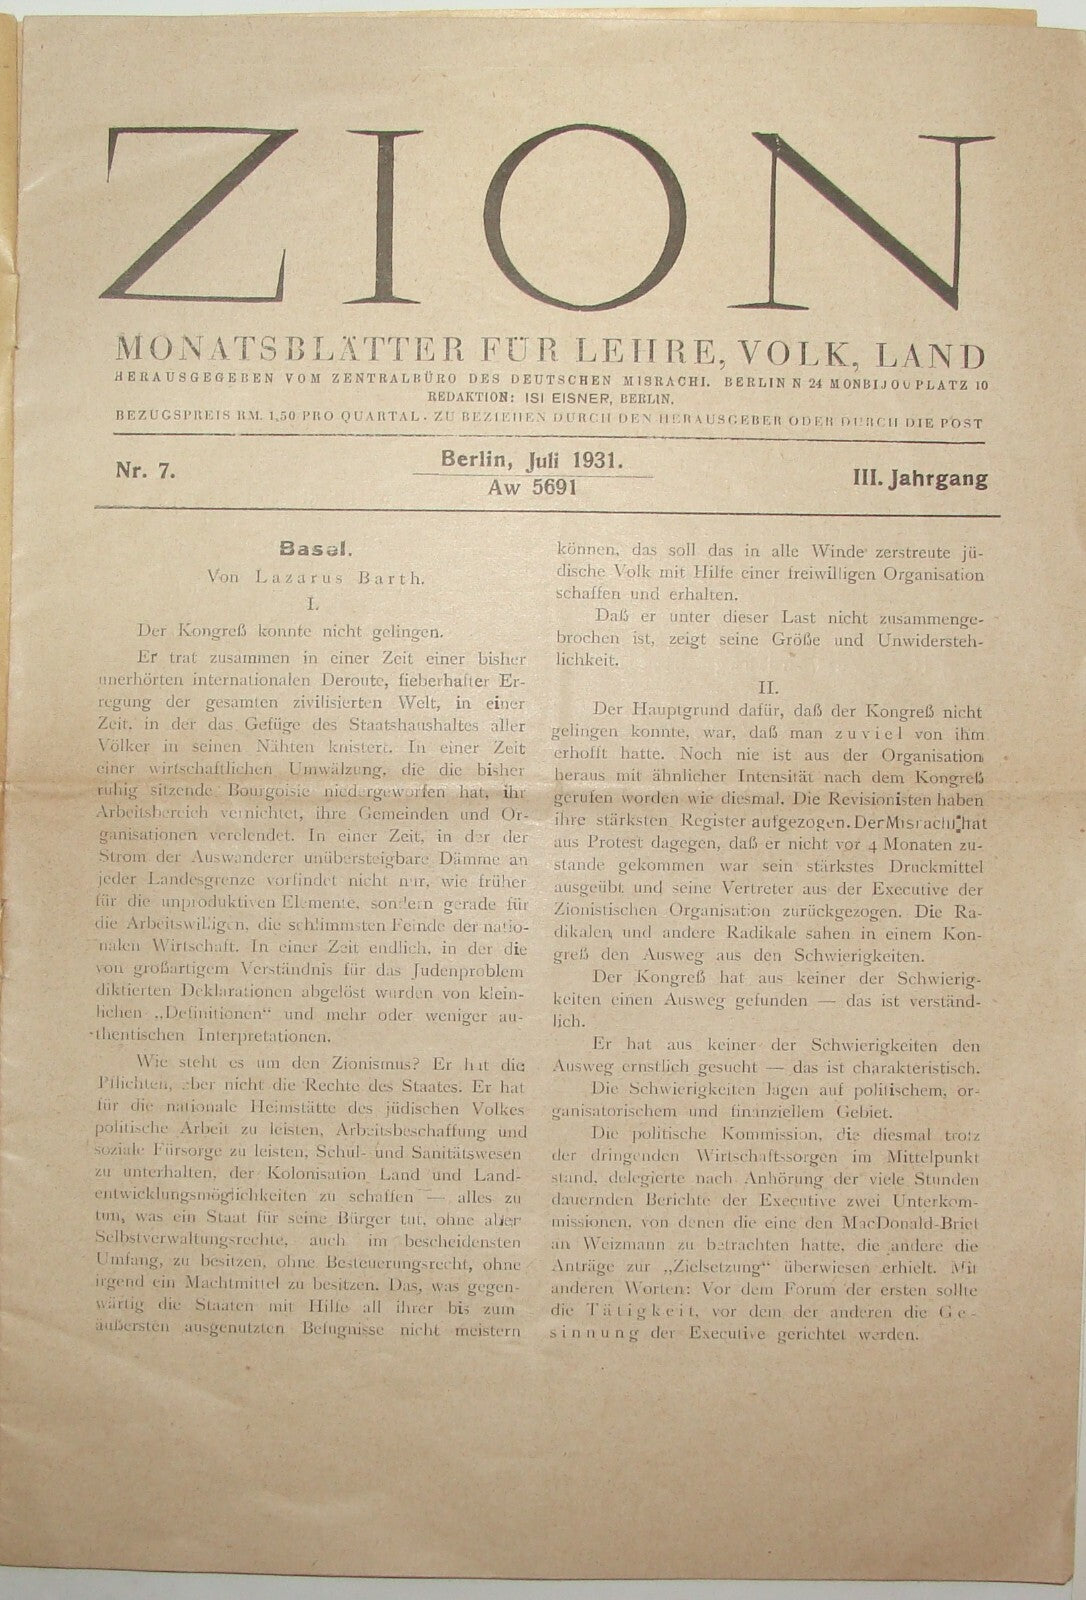 ZION
MONATSBLÄTTER FÜR LEHRE, VOLK, LAND
HERAUSGEGEBEN VOM ZENTRALBÜRO DES DEUTSCHEN MISRACHI. BERLIN N 24 MONBIJOUPLATZ 10
REDAKTION: ISI EISNER, BERLIN.
BEZUGSPREIS RM. 1,50 PRO QUARTAL. ZU BEZIEHEN DURCH DEN HERAUSGEBER ODER DURCH DIE POST
Nr. 7.
Berlin, Juli 1931.
Aw 5691
III. Jahrgang
Basel.
Von Lazarus Barth.
I.
Der Kongreß konnte nicht gelingen.
Er trat zusammen in einer Zeit einer bisher
unerhörten internationalen Deroute, fieberhafter Er-
regung der gesamten zivilisierten Welt, in einer
Zeit, in der das Gefüge des Staatshaushaltes aller
Völker in seinen Nähten knistert. In einer Zeit
einer wirtschaftlichen Umwälzung, die die bisher
ruhig sitzende Bourgoisie niedergeworfen hat, ihr
Arbeitsbereich vernichtet, ihre Gemeinden und Or-
ganisationen verelendet. In einer Zeit, in der der
Strom der Auswanderer unübersteigbare Dämme an
jeder Landesgrenze vorfindet nicht nur, wie früher
für die unproduktiven Elemente, sondern gerade für
die Arbeitswilligen, die schlimmsten Feinde der natio-
nalen Wirtschaft. In einer Zeit endlich, in der die
von großartigem Verständnis für das Judenproblem
diktierten Deklarationen abgelöst wurden von klein-
lichen „Definitionen“ und mehr oder weniger au-
thentischen Interpretationen.
Wie steht es um den Zionismus? Er hat die
Pflichten, aber nicht die Rechte des Staates. Er hat
für die nationale Heimstätte des jüdischen Volkes
politische Arbeit zu leisten, Arbeitsbeschaffung und
soziale Fürsorge zu leisten, Schul- und Sanitätswesen
zu unterhalten, der Kolonisation Land und Land-
entwicklungsmöglichkeiten zu schaffen — alles zu
tun, was ein Staat für seine Bürger tut, ohne aber
Selbstverwaltungsrechte, auch im bescheidensten
Umfang, zu besitzen, ohne Besteuerungsrecht, ohne
irgend ein Machtmittel zu besitzen. Das, was gegen-
wärtig die Staaten mit Hilfe all ihrer bis zum
äußersten ausgenutzten Befugnisse nicht meistern
können, das soll das in alle Winde zerstreute jü-
dische Volk mit Hilfe einer freiwilligen Organisation
schaffen und erhalten.
Daß er unter dieser Last nicht zusammenge-
brochen ist, zeigt seine Größe und Unwidersteh-
lichkeit.
II.
Der Hauptgrund dafür, daß der Kongreß nicht
gelingen konnte, war, daß man zuviel von ihm
erhofft hatte. Noch nie ist aus der Organisation
heraus mit ähnlicher Intensität nach dem Kongreß
gerufen worden wie diesmal. Die Revisionisten haben
ihre stärksten Register aufgezogen. Der Misrachi hat
aus Protest dagegen, daß er nicht vor 4 Monaten zu-
stande gekommen war sein stärkstes Druckmittel
ausgeübt und seine Vertreter aus der Executive der
Zionistischen Organisation zurückgezogen. Die Ra-
dikalen und andere Radikale sahen in einem Kon-
greß den Ausweg aus den Schwierigkeiten.
Der Kongreß hat aus keiner der Schwierig-
keiten einen Ausweg gefunden — das ist verständ-
lich.
Er hat aus keiner der Schwierigkeiten den
Ausweg ernstlich gesucht — das ist charakteristisch.
Die Schwierigkeiten lagen auf politischem, or-
ganisatorischem und finanziellem Gebiet.
Die politische Kommission, die diesmal trotz
der dringenden Wirtschaftssorgen im Mittelpunkt
stand, delegierte nach Anhörung der viele Stunden
dauernden Berichte der Executive zwei Unterkom-
missionen, von denen die eine den MacDonald-Brief
an Weizmann zu betrachten hatte, die andere die
Anträge zur „Zielsetzung“ überwiesen erhielt. Mit
anderen Worten: Vor dem Forum der ersten sollte
die Tätigkeit, vor dem der anderen die Ge-
sinnung der Executive gerichtet werden.